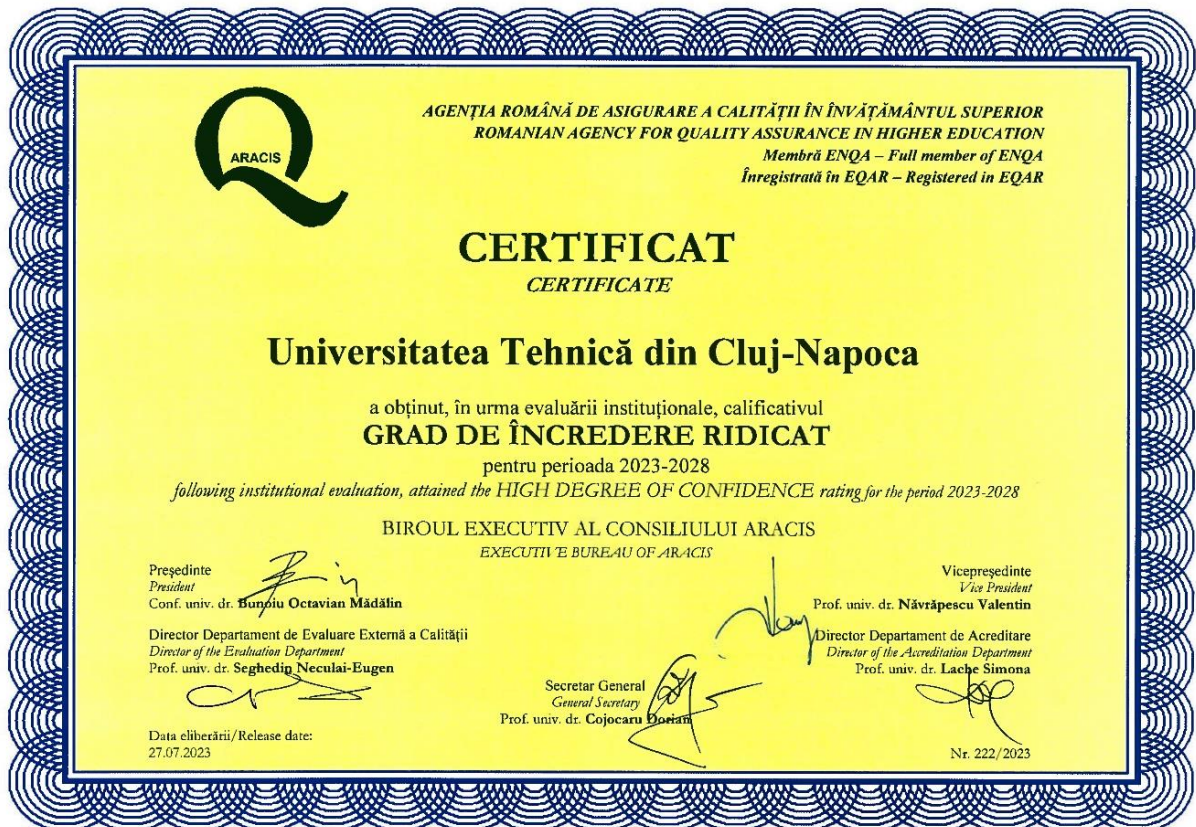 ARACIS
AGENȚIA ROMÂNĂ DE ASIGURARE A CALITĂȚII ÎN ÎNVĂȚĂMÂNTUL SUPERIOR
ROMANIAN AGENCY FOR QUALITY ASSURANCE IN HIGHER EDUCATION
Membră ENQA – Full member of ENQA
Înregistrată în EQAR – Registered in EQAR
CERTIFICAT
CERTIFICATE
Universitatea Tehnică din Cluj-Napoca
a obținut, în urma evaluării instituționale, calificativul
GRAD DE ÎNCREDERE RIDICAT
pentru perioada 2023-2028
following institutional evaluation, attained the HIGH DEGREE OF CONFIDENCE rating for the period 2023-2028
BIROUL EXECUTIV AL CONSILIULUI ARACIS
EXECUTIVE BUREAU OF ARACIS
Președinte
President
Conf. univ. dr. Bunoiu Octavian Mădălin
Vicepreședinte
Vice President
Prof. univ. dr. Năvrăpescu Valentin
Director Departament de Evaluare Externă a Calității
Director of the Evaluation Department
Prof. univ. dr. Seghedin Neculai-Eugen
Director Departament de Acreditare
Director of the Accreditation Department
Prof. univ. dr. Lache Simona
Secretar General
General Secretary
Prof. univ. dr. Cojocaru Dorian
Data eliberării/Release date:
27.07.2023
Nr. 222/2023